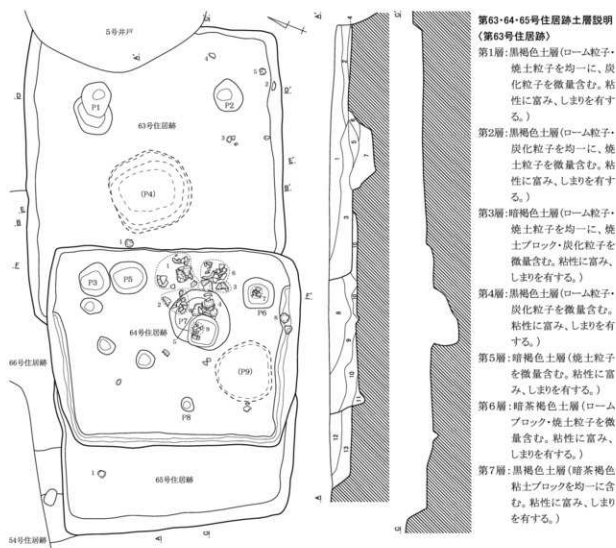 5号井戸
P1
P2
63号住居跡
(P4)
P3
P5
P6
P7
64号住居跡
(P9)
P8
66号住居跡
65号住居跡
54号住居跡
第63・64・65号住居跡土層説明
〈第63号住居跡〉
第1層:黒褐色土層(ローム粒子・
焼土粒子を均一に、炭
化粒子を微量含む。粘
性に富み、しまりを有す
る。)
第2層:黒褐色土層(ローム粒子・
炭化粒子を均一に、焼
土粒子を微量含む。粘
性に富み、しまりを有す
る。)
第3層:暗褐色土層(ローム粒子・
焼土粒子を均一に、焼
土ブロック・炭化粒子を
微量含む。粘性に富み、
しまりを有する。)
第4層:黒褐色土層(ローム粒子・
炭化粒子を微量含む。
粘性に富み、しまりを有
する。)
第5層:暗褐色土層(焼土粒子
を微量含む。粘性に富
み、しまりを有する。)
第6層:暗茶褐色土層(ローム
ブロック・焼土粒子を微
量含む。粘性に富み、
しまりを有する。)
第7層:黒褐色土層(暗茶褐色
粘土ブロックを均一に含
む。粘性に富み、しまり
を有する。)